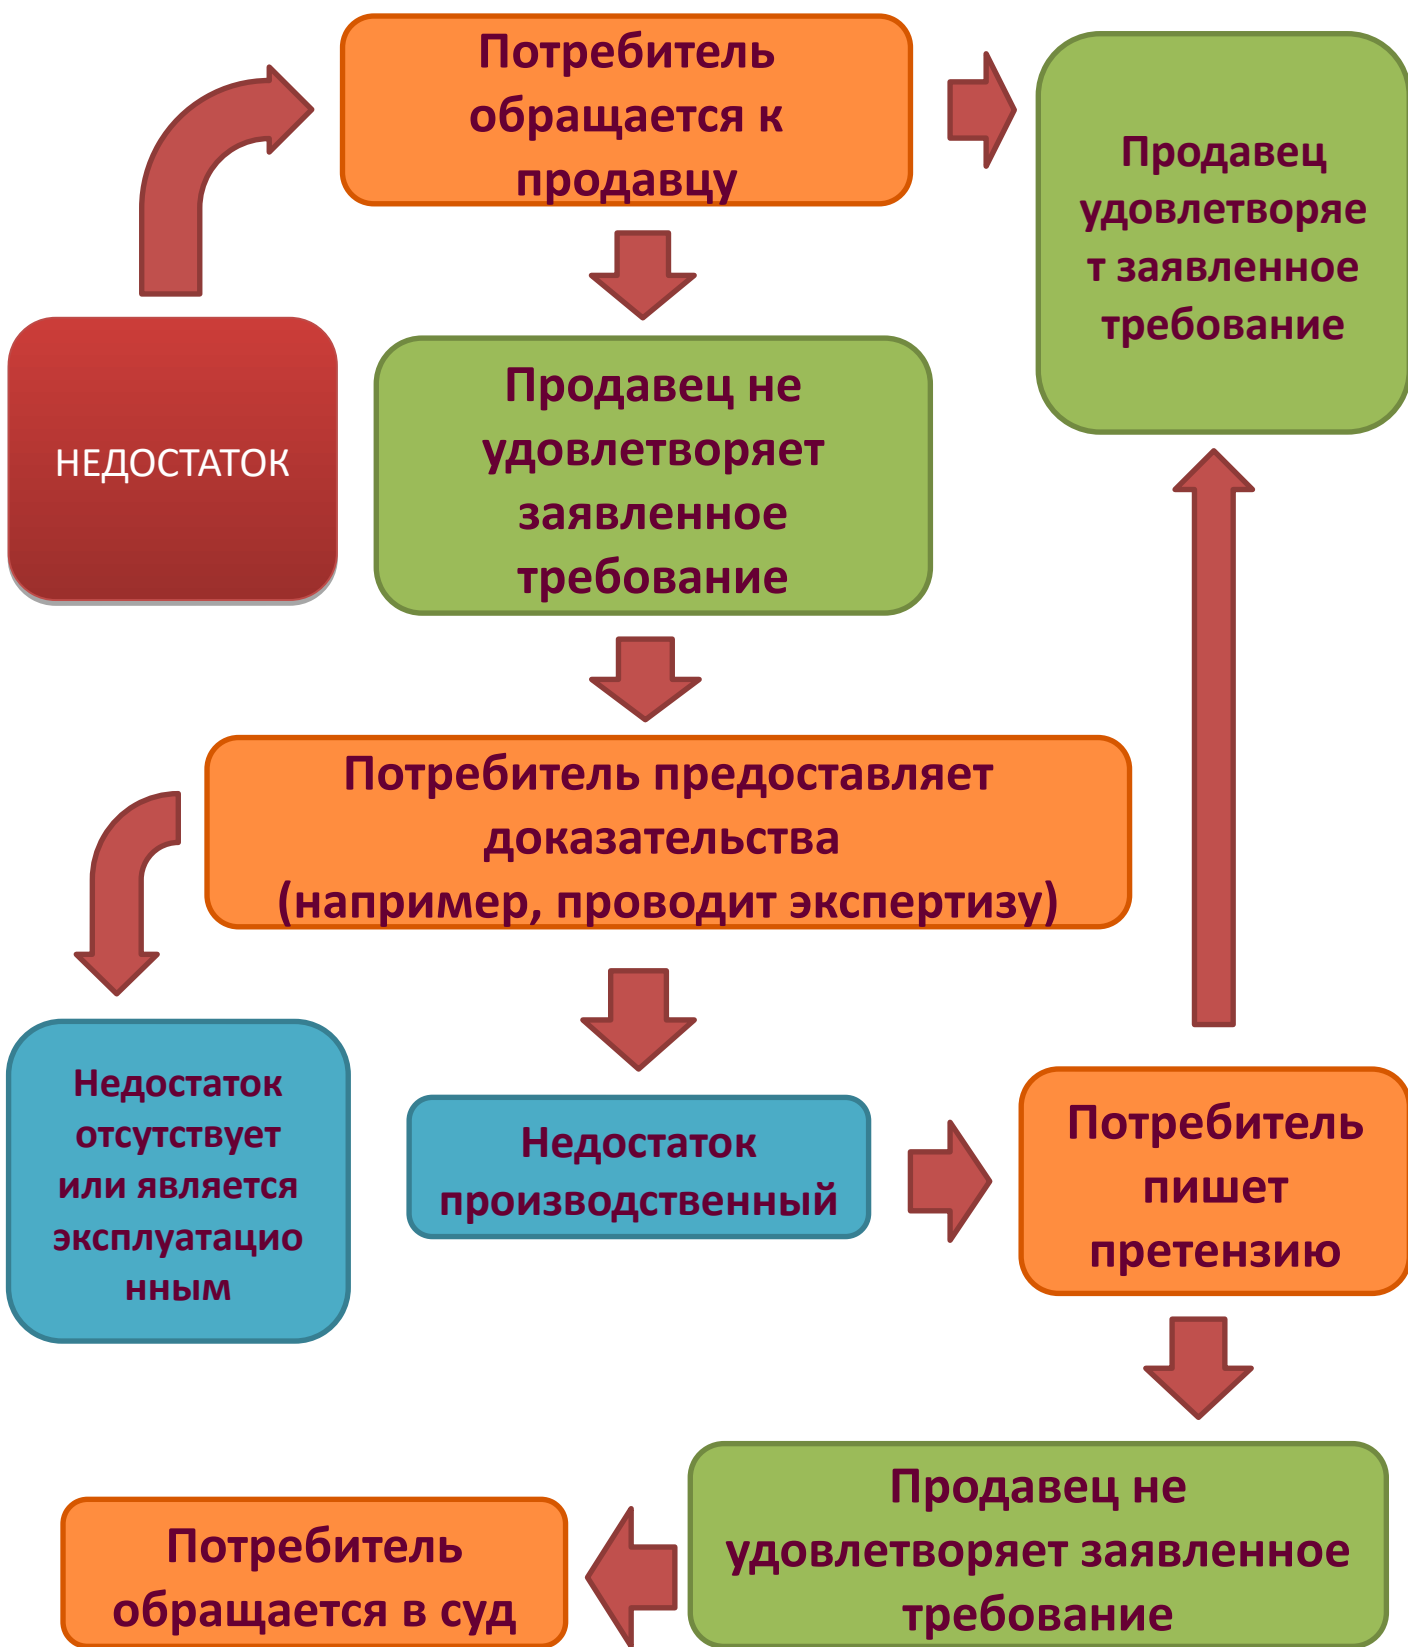 Потребитель
обращается к
продавцу
Продавец
удовлетворяе
т заявленное
требование
НЕДОСТАТОК
Продавец не
удовлетворяет
заявленное
требование
Потребитель предоставляет
доказательства
(например, проводит экспертизу)
Недостаток
отсутствует
или является
эксплуатацио
нным
Недостаток
производственный
Потребитель
пишет
претензию
Продавец не
удовлетворяет заявленное
требование
Потребитель
обращается в суд